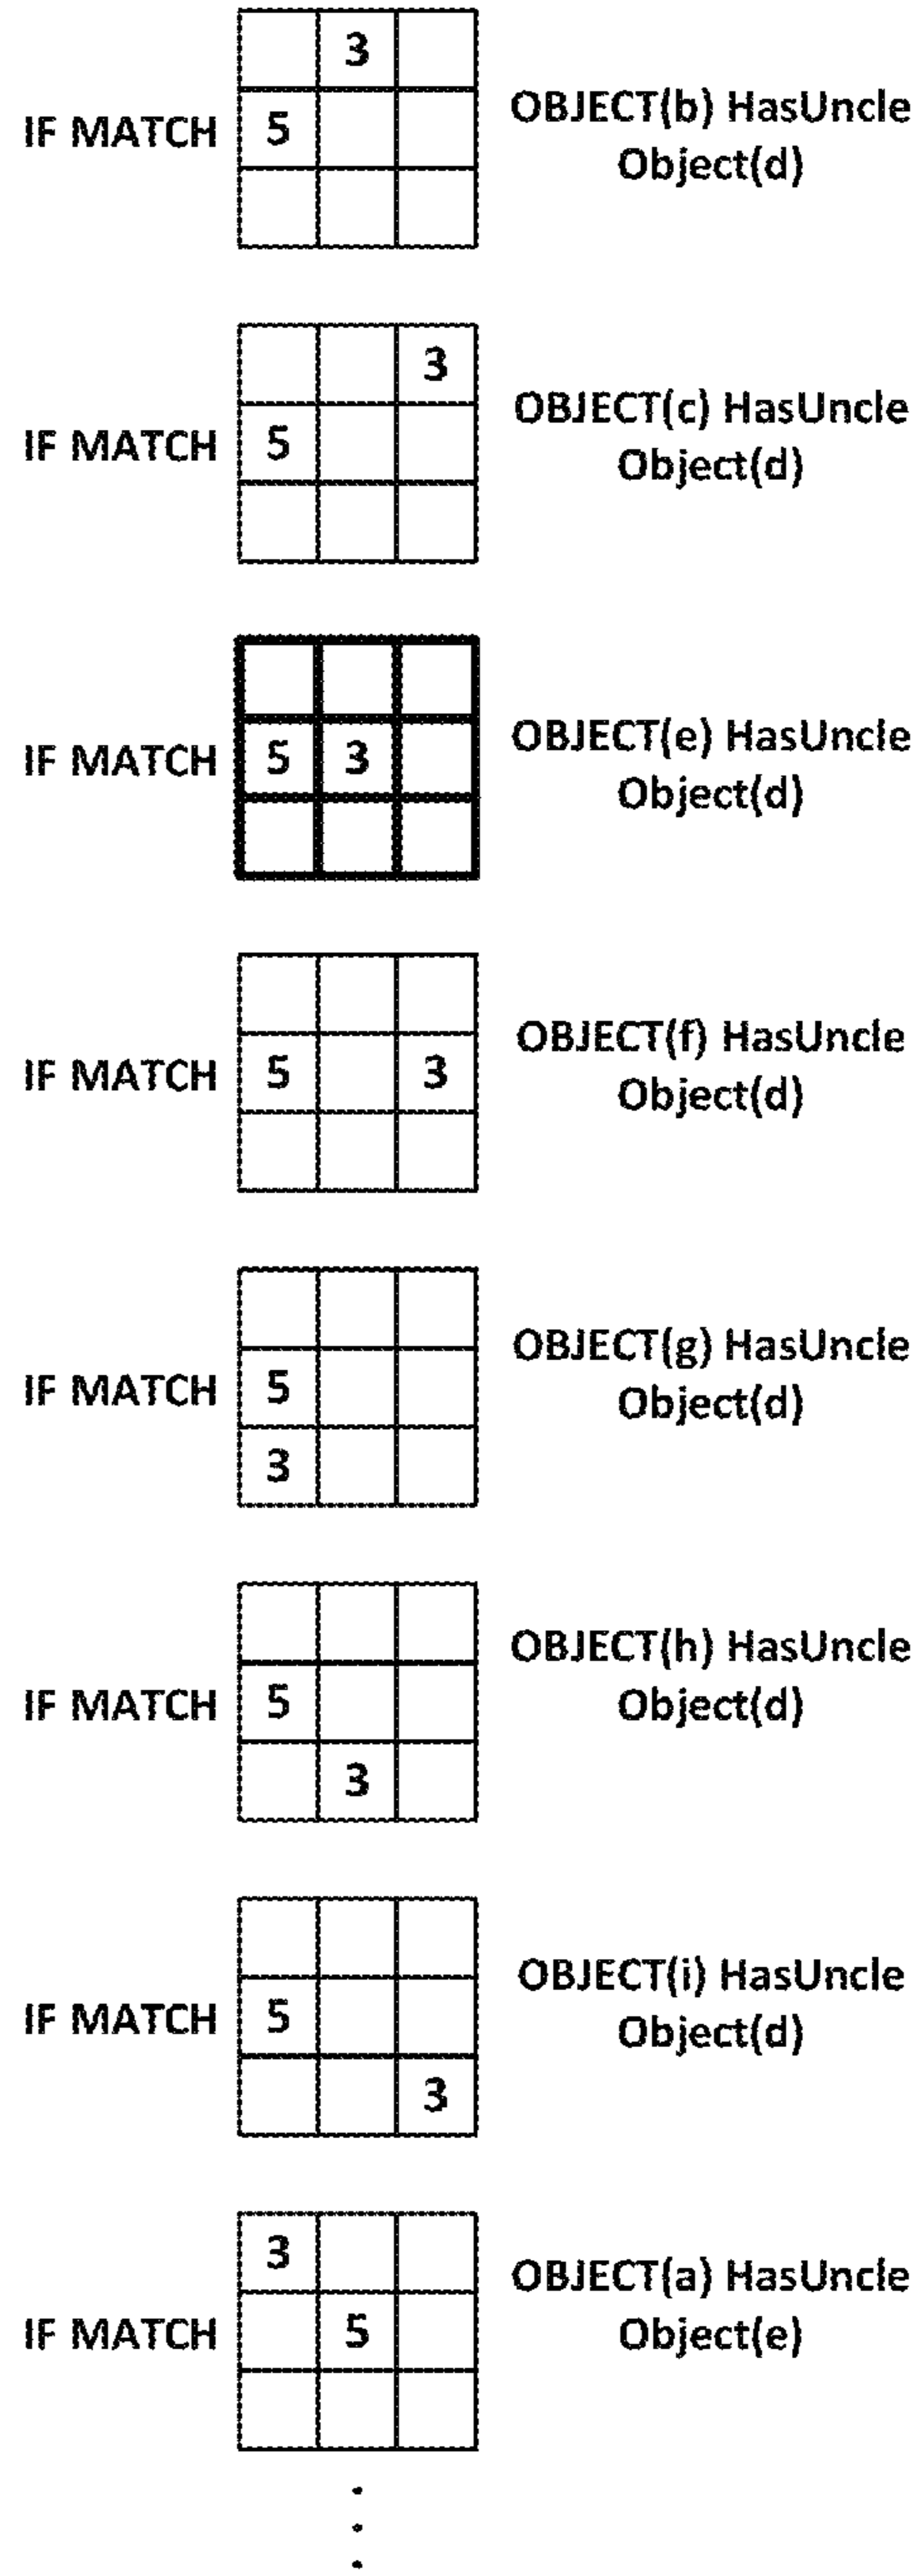 3
OBJECT(b) HasUncle
IF MATCH 5
Object(d)
3
OBJECT(c) HasUncle
IF MATCH 5
Object(d)
OBJECT(e) HasUncle
IF MATCH 5 3
Object(d)
OBJECT(f) HasUncle
IF MATCH 5 3
Object(d)
OBJECT(g) HasUncle
IF MATCH 5
Object(d)
3
OBJECT(h) HasUncle
IF MATCH 5
Object(d)
3
OBJECT(i) HasUncle
IF MATCH 5
Object(d)
3
3
OBJECT(a) HasUncle
IF MATCH 5
Object(e)